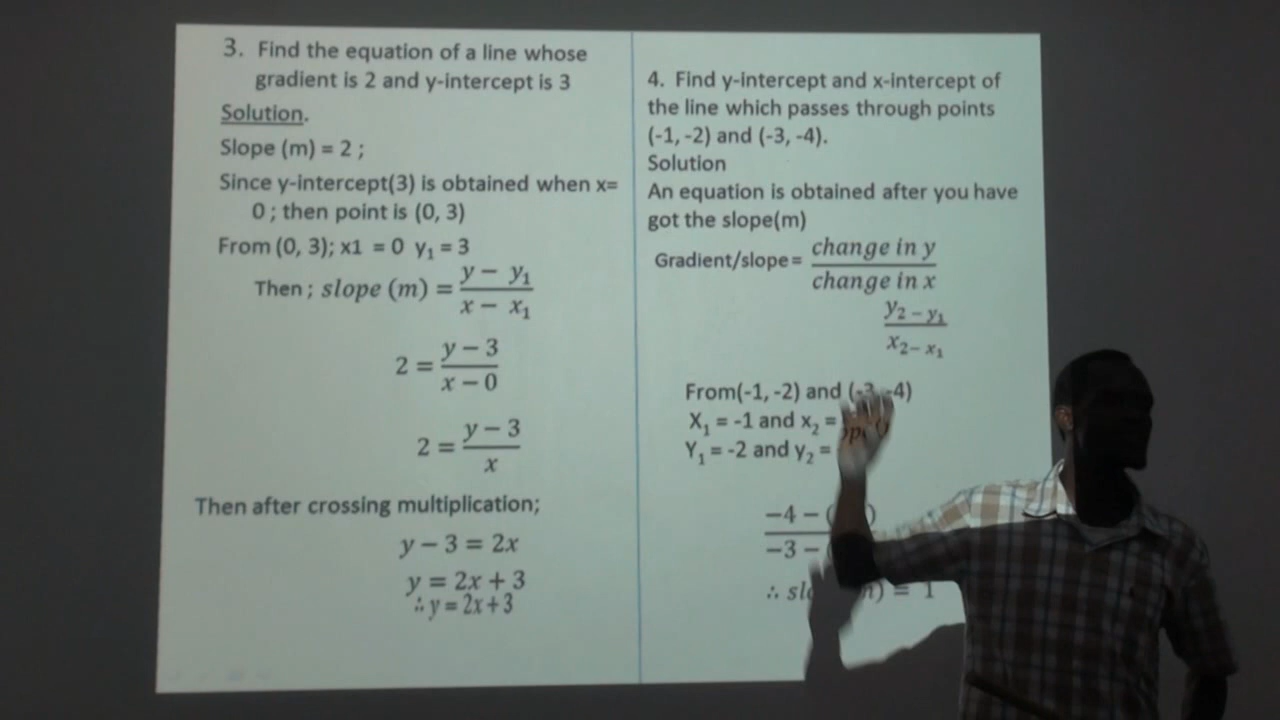 3. Find the equation of a line whose
gradient is 2 and y-intercept is 3
Solution.
Slope (m) = 2 ;
Since y-intercept(3) is obtained when x=
0 ; then point is (0, 3)
From (0, 3); x1 = 0 y₁ = 3
Then ; slope (m) = y − y₁
x − x₁
2 = y − 3
x − 0
2 = y − 3
x
Then after crossing multiplication;
y − 3 = 2x
y = 2x + 3
∴ y = 2x + 3
4. Find y-intercept and x-intercept of
the line which passes through points
(-1, -2) and (-3, -4).
Solution
An equation is obtained after you have
got the slope(m)
Gradient/slope = change in y
change in x
y₂ − y₁
x₂ − x₁
From(-1, -2) and (-3, -4)
X₁ = -1 and x₂ =
Y₁ = -2 and y₂ =
−4 − ( )
−3 −
∴ ) = 1